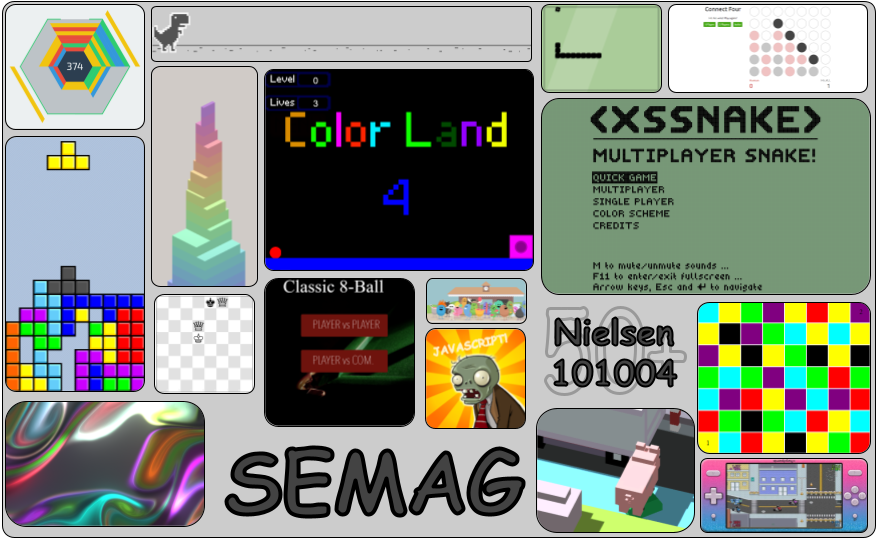 374
Connect Four
Level 0
Lives 3
Color Land
4
<XSSNAKE>
MULTIPLAYER SNAKE!
QUICK GAME
MULTIPLAYER
SINGLE PLAYER
COLOR SCHEME
CREDITS
M to mute/unmute sounds ...
F11 to enter/exit fullscreen ...
Arrow keys, Esc and ↵ to navigate
Classic 8-Ball
PLAYER vs PLAYER
PLAYER vs COM.
JAVASCRIPT!
50+
Nielsen
101004
1
SEMAG
0
1